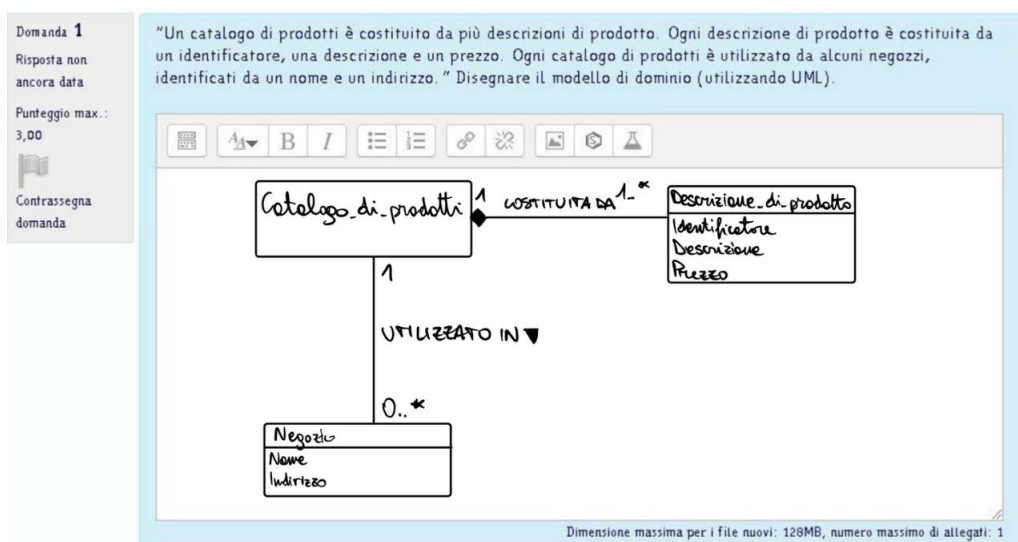 Domanda 1
Risposta non
ancora data
Punteggio max.:
3,00
Contrassegna
domanda
"Un catalogo di prodotti è costituito da più descrizioni di prodotto. Ogni descrizione di prodotto è costituita da
un identificatore, una descrizione e un prezzo. Ogni catalogo di prodotti è utilizzato da alcuni negozi,
identificati da un nome e un indirizzo." Disegnare il modello di dominio (utilizzando UML).
B I
Catalogo_di_prodotti
1 COSTITUITA DA 1_*
Descrizione_di_prodotto
Identificatore
Descrizione
Prezzo
1
UTILIZZATO IN ▼
0..*
Negozio
Nome
Indirizzo
Dimensione massima per i file nuovi: 128MB, numero massimo di allegati: 1